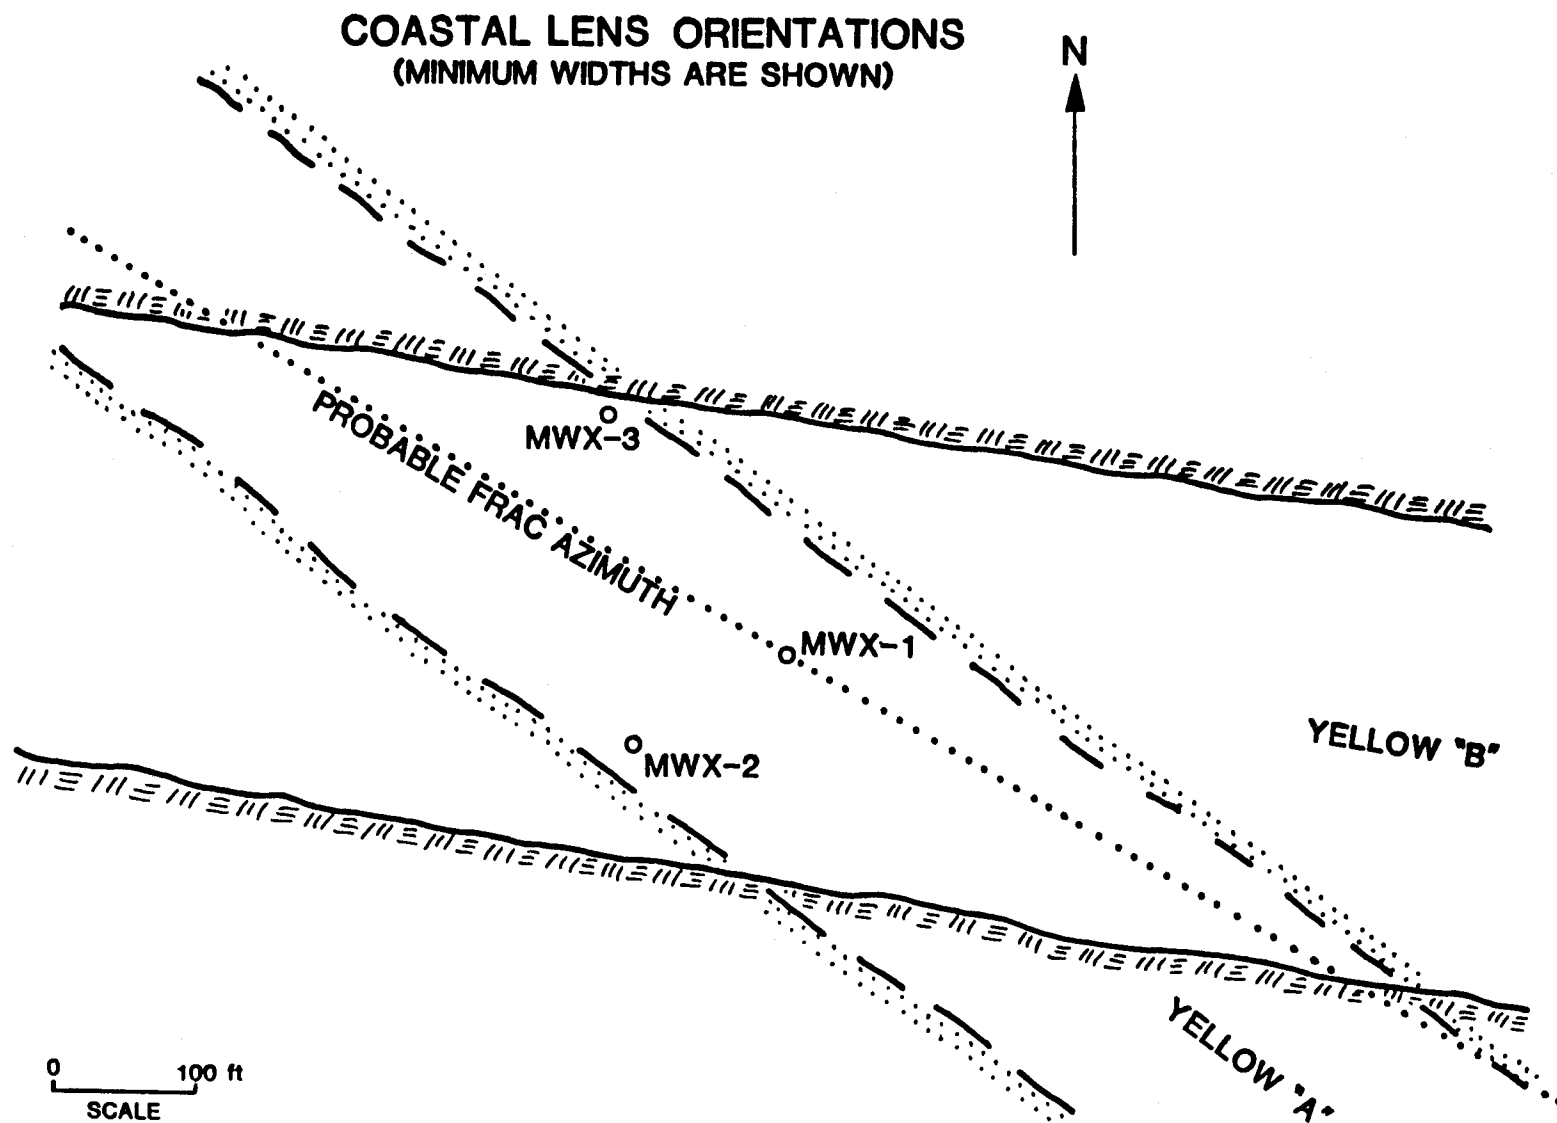 COASTAL LENS ORIENTATIONS
(MINIMUM WIDTHS ARE SHOWN)
N
PROBABLE FRAC AZIMUTH
MWX-3
MWX-1
MWX-2
YELLOW "B"
YELLOW "A"
0 100 ft
SCALE